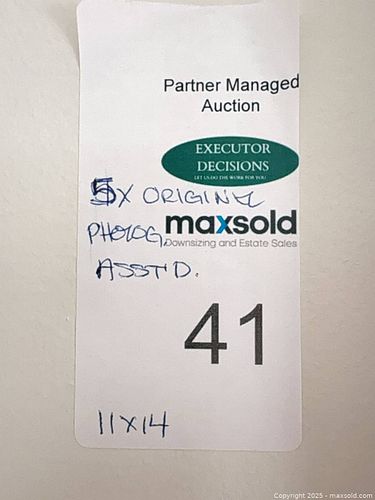 Partner Managed
Auction
EXECUTOR
DECISIONS
LET US DO THE WORK FOR YOU
5X ORIGINAL
PHOTOG.
maxsold
Downsizing and Estate Sales
ASST'D.
41
11X14
Copyright 2025 - maxsold.com